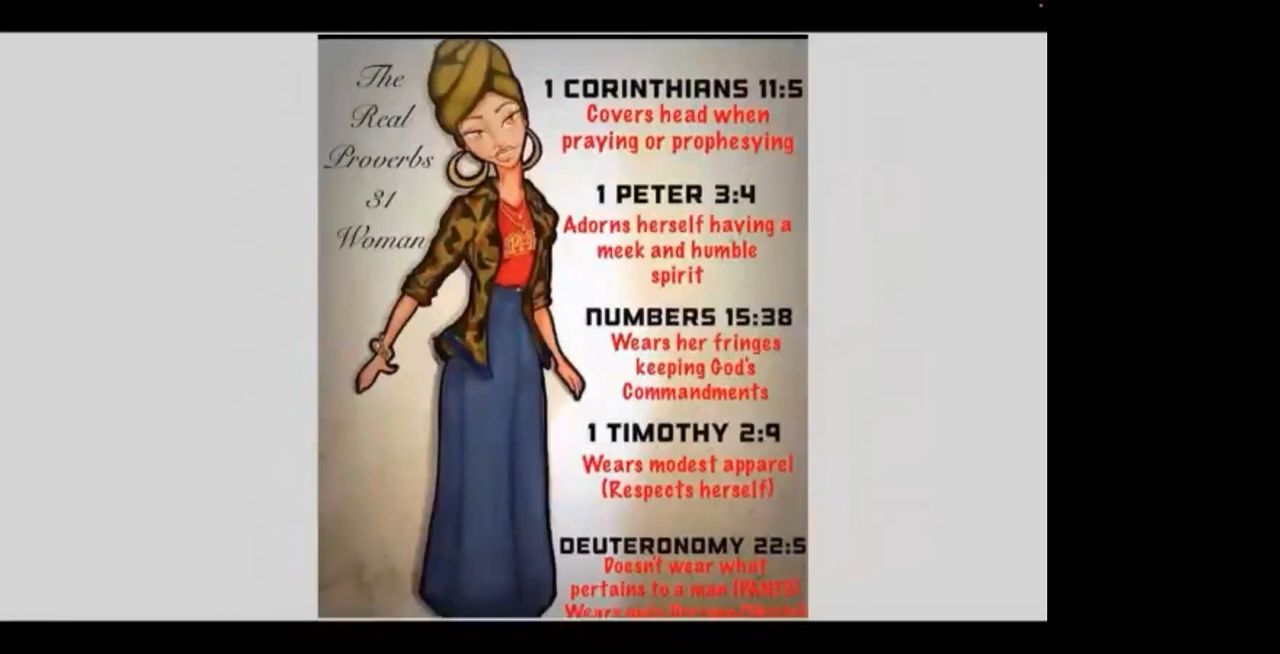 The
Real
Proverbs
31
Woman
1 CORINTHIANS 11:5
Covers head when
praying or prophesying
1 PETER 3:4
Adorns herself having a
meek and humble
spirit
NUMBERS 15:38
Wears her fringes
keeping God's
Commandments
1 TIMOTHY 2:9
Wears modest apparel
(Respects herself)
DEUTERONOMY 22:5
Doesn't wear what
pertains to a man (PANTS)
Wears only